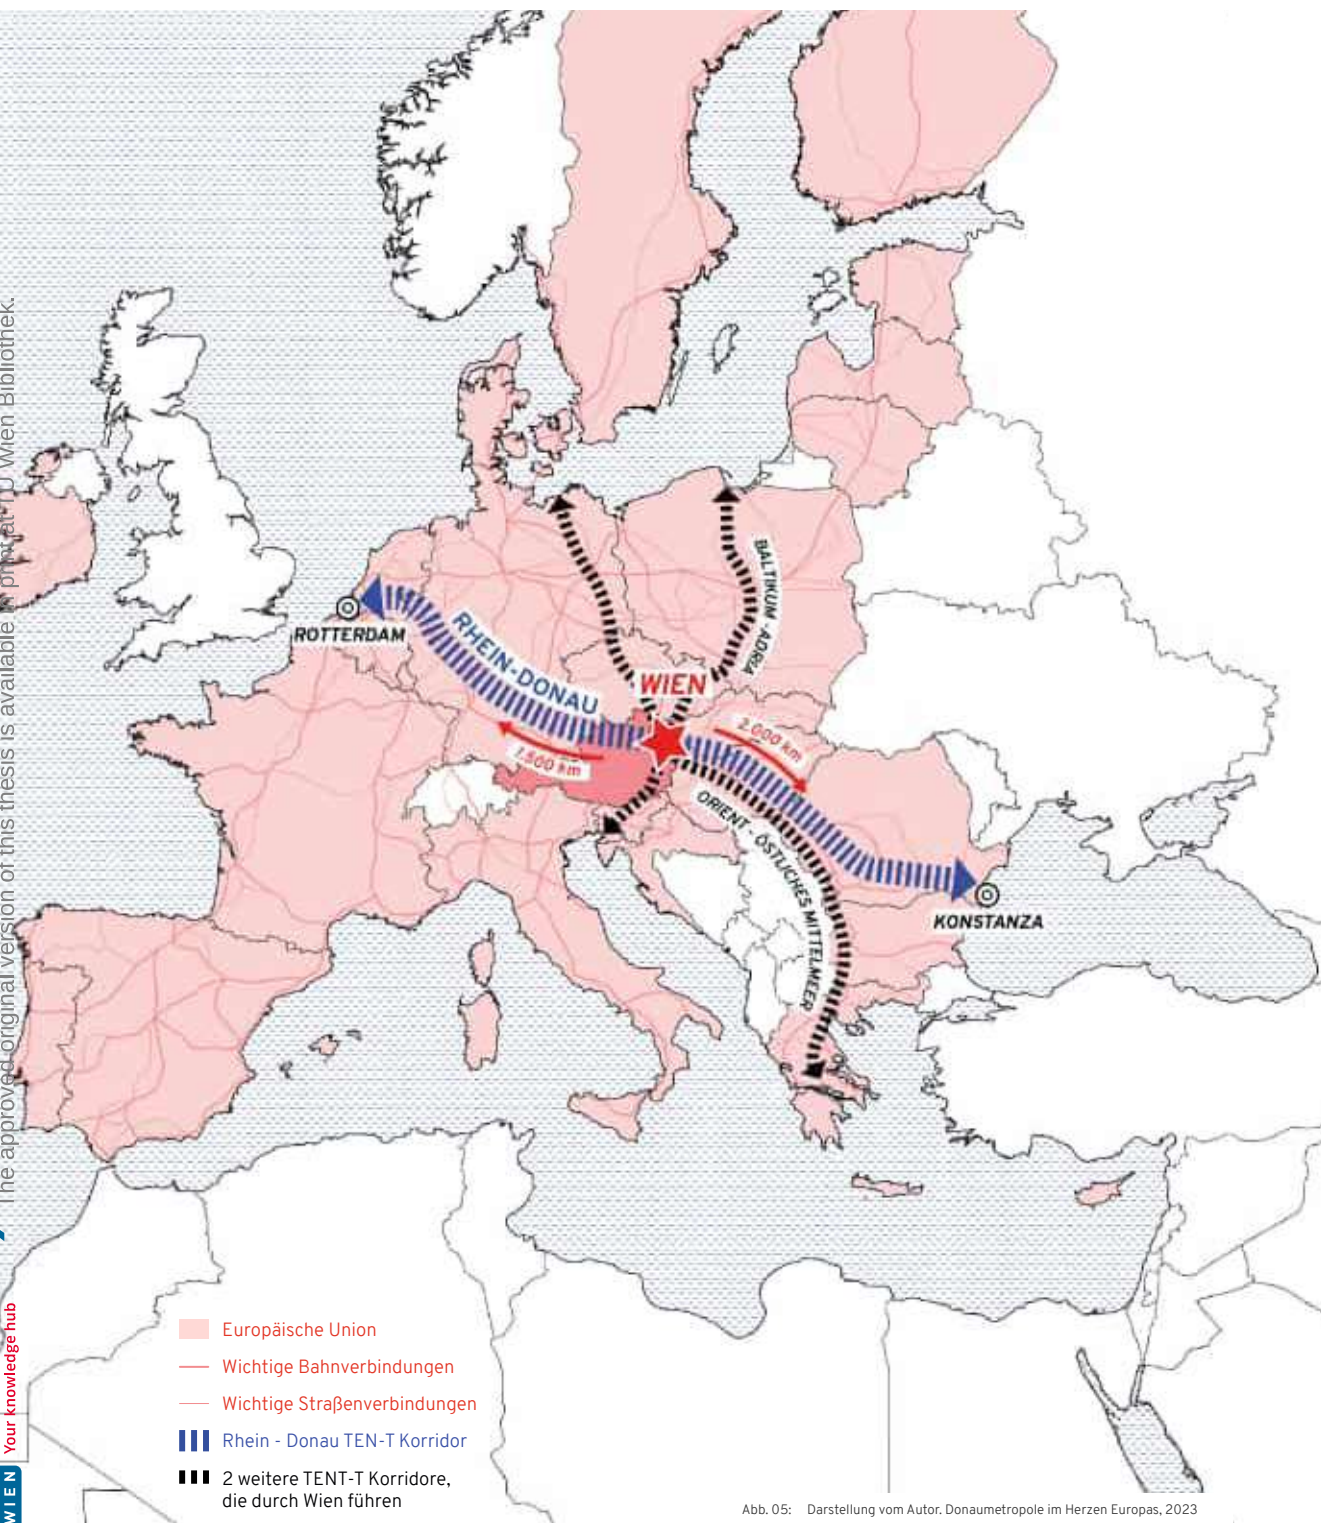 The approved original version of this thesis is available in print at TU Wien Bibliothek.
Your knowledge hub
WIEN
ROTTERDAM
RHEIN-DONAU
BALTIKUM - ADRIA
WIEN
1.500 km
2.000 km
ORIENT - ÖSTLICHES MITTELMEER
KONSTANZA
Europäische Union
Wichtige Bahnverbindungen
Wichtige Straßenverbindungen
Rhein - Donau TEN-T Korridor
2 weitere TENT-T Korridore,
die durch Wien führen
Abb. 05: Darstellung vom Autor. Donaumetropole im Herzen Europas, 2023